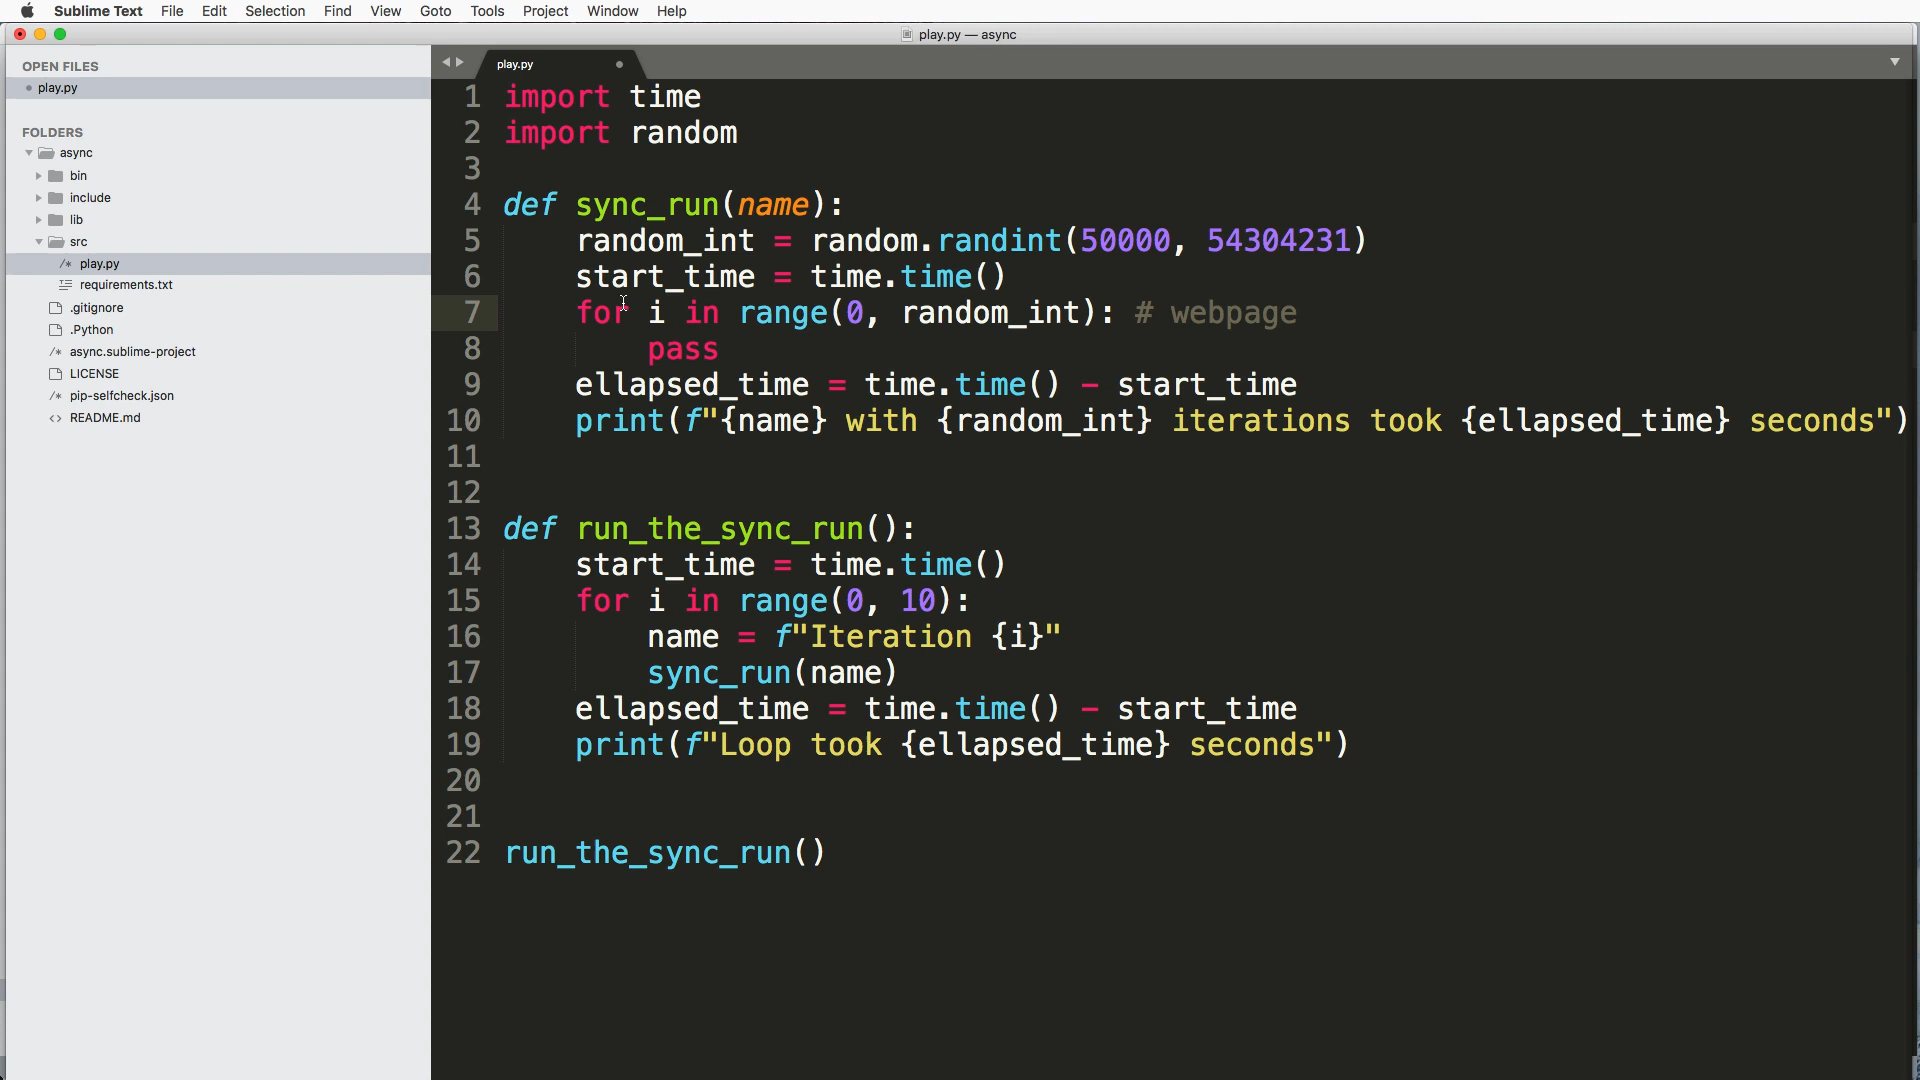 Sublime Text File Edit Selection Find View Goto Tools Project Window Help
play.py — async
OPEN FILES
play.py
FOLDERS
async
bin
include
lib
src
/* play.py
requirements.txt
.gitignore
.Python
/* async.sublime-project
LICENSE
/* pip-selfcheck.json
<> README.md
play.py
1 import time
2 import random
3
4 def sync_run(name):
5     random_int = random.randint(50000, 54304231)
6     start_time = time.time()
7     for i in range(0, random_int): # webpage
8         pass
9     ellapsed_time = time.time() - start_time
10     print(f"{name} with {random_int} iterations took {ellapsed_time} seconds")
11
12
13 def run_the_sync_run():
14     start_time = time.time()
15     for i in range(0, 10):
16         name = f"Iteration {i}"
17         sync_run(name)
18     ellapsed_time = time.time() - start_time
19     print(f"Loop took {ellapsed_time} seconds")
20
21
22 run_the_sync_run()